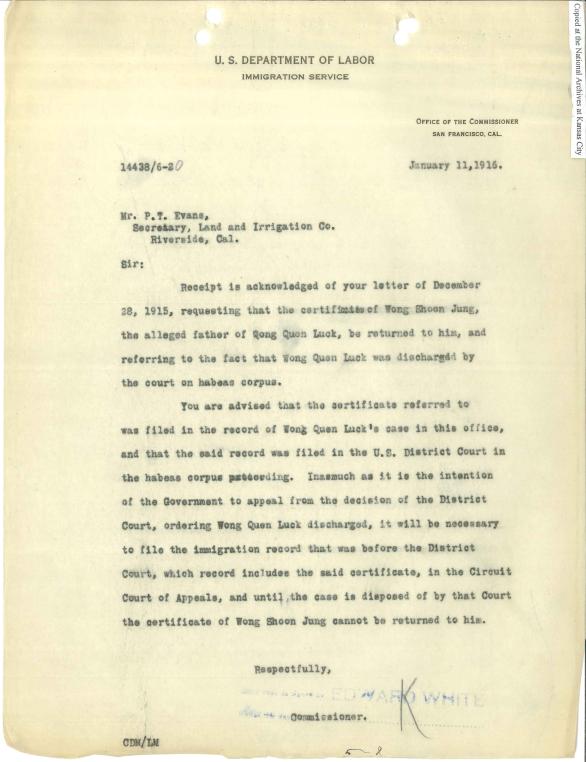 Copied at the National Archives at Kansas City
U. S. DEPARTMENT OF LABOR
IMMIGRATION SERVICE
OFFICE OF THE COMMISSIONER
SAN FRANCISCO, CAL.
14438/6-20
January 11,1916.
Mr. P.T. Evans,
Secretary, Land and Irrigation Co.
Riverside, Cal.
Sir:
Receipt is acknowledged of your letter of December
28, 1915, requesting that the certificate of Wong Shoon Jung,
the alleged father of Qong Quen Luck, be returned to him, and
referring to the fact that Wong Quen Luck was discharged by
the court on habeas corpus.
You are advised that the certificate referred to
was filed in the record of Wong Quen Luck's case in this office,
and that the said record was filed in the U.S. District Court in
the habeas corpus proceeding. Inasmuch as it is the intention
of the Government to appeal from the decision of the District
Court, ordering Wong Quen Luck discharged, it will be necessary
to file the immigration record that was before the District
Court, which record includes the said certificate, in the Circuit
Court of Appeals, and until the case is disposed of by that Court
the certificate of Wong Shoon Jung cannot be returned to him.
Respectfully,
EDWARD WHITE
Commissioner.
K
CDM/LM
5-8